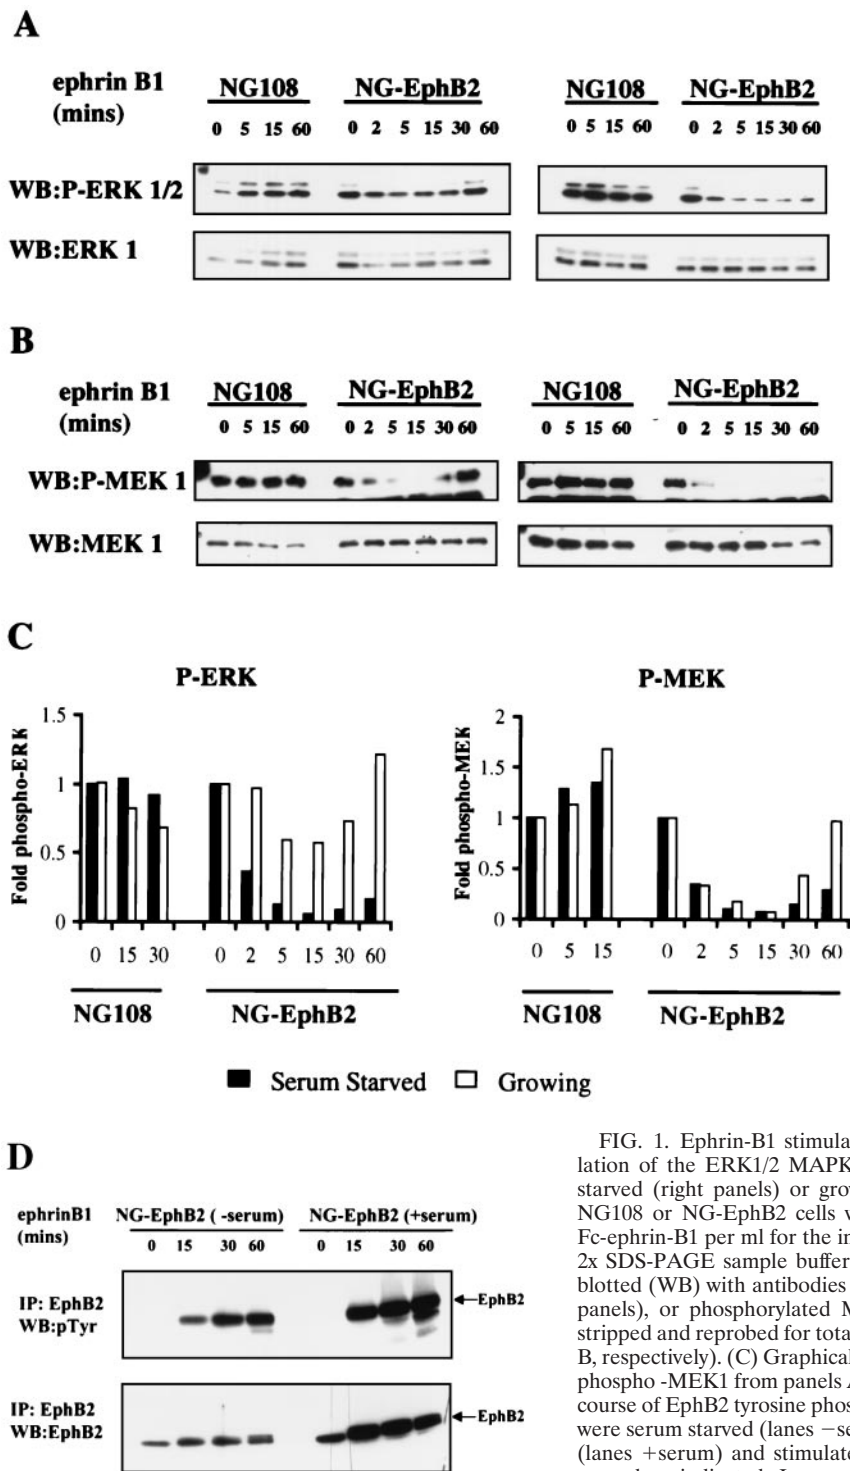 A
ephrin B1 NG108 NG-EphB2 NG108 NG-EphB2
(mins) 0 5 15 60 0 2 5 15 30 60 0 5 15 60 0 2 5 15 30 60
WB:P-ERK 1/2
WB:ERK 1
B
ephrin B1 NG108 NG-EphB2 NG108 NG-EphB2
(mins) 0 5 15 60 0 2 5 15 30 60 0 5 15 60 0 2 5 15 30 60
WB:P-MEK 1
WB:MEK 1
C
P-ERK
Fold phospho-ERK
1.5
1
0.5
0
0 15 30 0 2 5 15 30 60
NG108 NG-EphB2
P-MEK
Fold phospho-MEK
2
1.5
1
0.5
0
0 5 15 0 2 5 15 30 60
NG108 NG-EphB2
Serum Starved Growing
D
ephrinB1 NG-EphB2 (-serum) NG-EphB2 (+serum)
(mins) 0 15 30 60 0 15 30 60
IP: EphB2
WB:pTyr
EphB2
IP: EphB2
WB:EphB2
EphB2
FIG. 1. Ephrin-B1 stimula
lation of the ERK1/2 MAPK
starved (right panels) or grow
NG108 or NG-EphB2 cells w
Fc-ephrin-B1 per ml for the in
2x SDS-PAGE sample buffer
blotted (WB) with antibodies
panels), or phosphorylated M
stripped and reprobed for total
B, respectively). (C) Graphical
phospho -MEK1 from panels A
course of EphB2 tyrosine phos
were serum starved (lanes −se
(lanes +serum) and stimulate